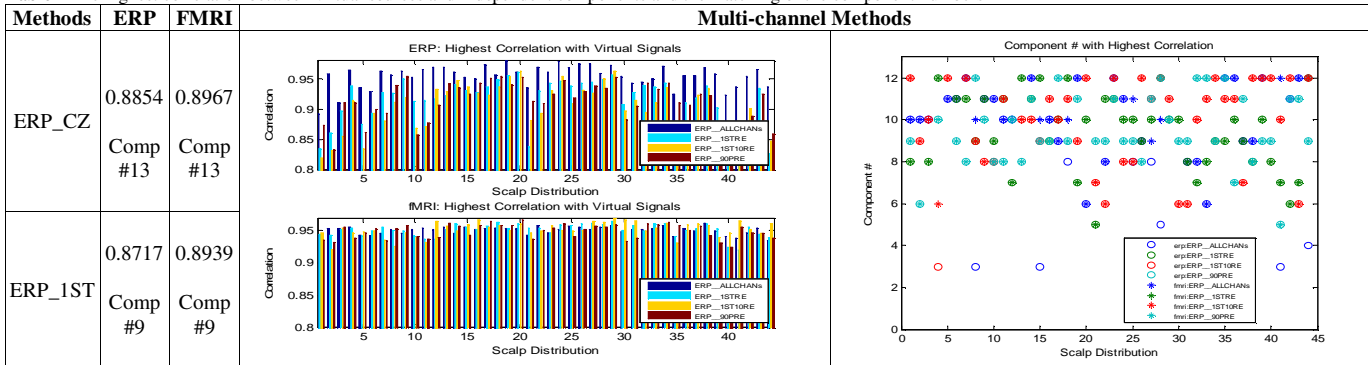 Methods ERP FMRI Multi-channel Methods
ERP_CZ
0.8854
Comp
#13
0.8967
Comp
#13
ERP_1ST
0.8717
Comp
#9
0.8939
Comp
#9
ERP: Highest Correlation with Virtual Signals
Correlation
0.95
0.9
0.85
0.8
ERP__ALLCHANs
ERP__1STRE
ERP__1ST10RE
ERP__90PRE
5 10 15 20 25 30 35 40
Scalp Distribution
fMRI: Highest Correlation with Virtual Signals
Correlation
0.95
0.9
0.85
0.8
ERP__ALLCHANs
ERP__1STRE
ERP__1ST10RE
ERP__90PRE
5 10 15 20 25 30 35 40
Scalp Distribution
Component # with Highest Correlation
Component #
12
10
8
6
4
2
0
erp:ERP__ALLCHANs
erp:ERP__1STRE
erp:ERP__1ST10RE
erp:ERP__90PRE
fmri:ERP__ALLCHANs
fmri:ERP__1STRE
fmri:ERP__1ST10RE
fmri:ERP__90PRE
0 5 10 15 20 25 30 35 40 45
Scalp Distribution